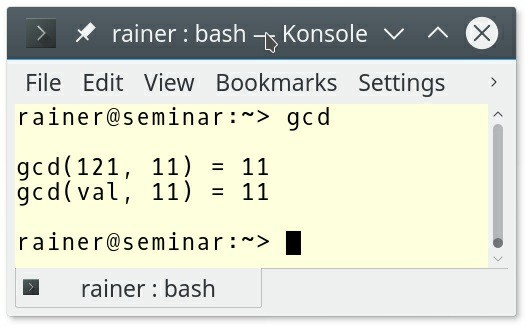 rainer : bash — Konsole
File Edit View Bookmarks Settings
rainer@seminar:~> gcd
gcd(121, 11) = 11
gcd(val, 11) = 11
rainer@seminar:~>
rainer : bash